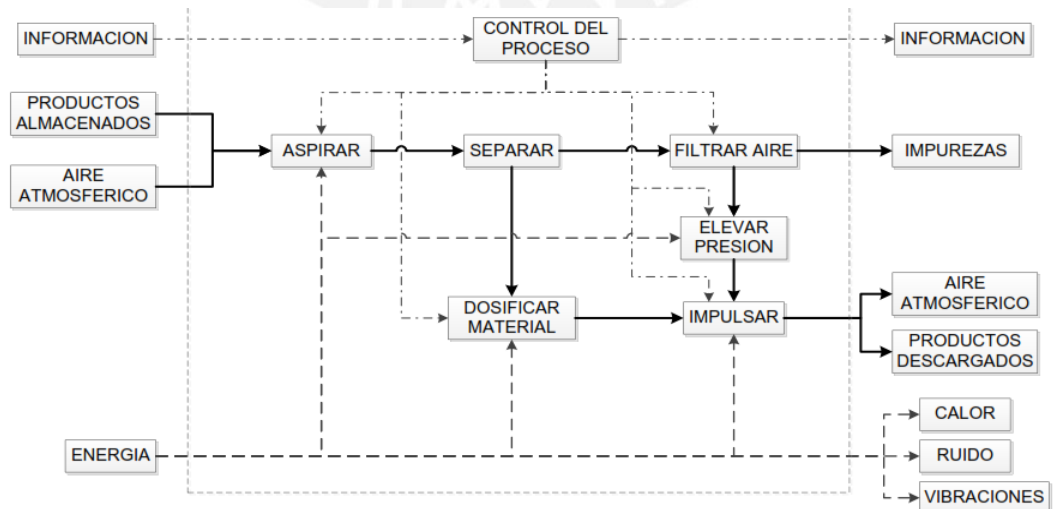 INFORMACION
CONTROL DEL
PROCESO
INFORMACION
PRODUCTOS
ALMACENADOS
AIRE
ATMOSFERICO
ASPIRAR
SEPARAR
FILTRAR AIRE
IMPUREZAS
ELEVAR
PRESION
DOSIFICAR
MATERIAL
IMPULSAR
AIRE
ATMOSFERICO
PRODUCTOS
DESCARGADOS
ENERGIA
CALOR
RUIDO
VIBRACIONES